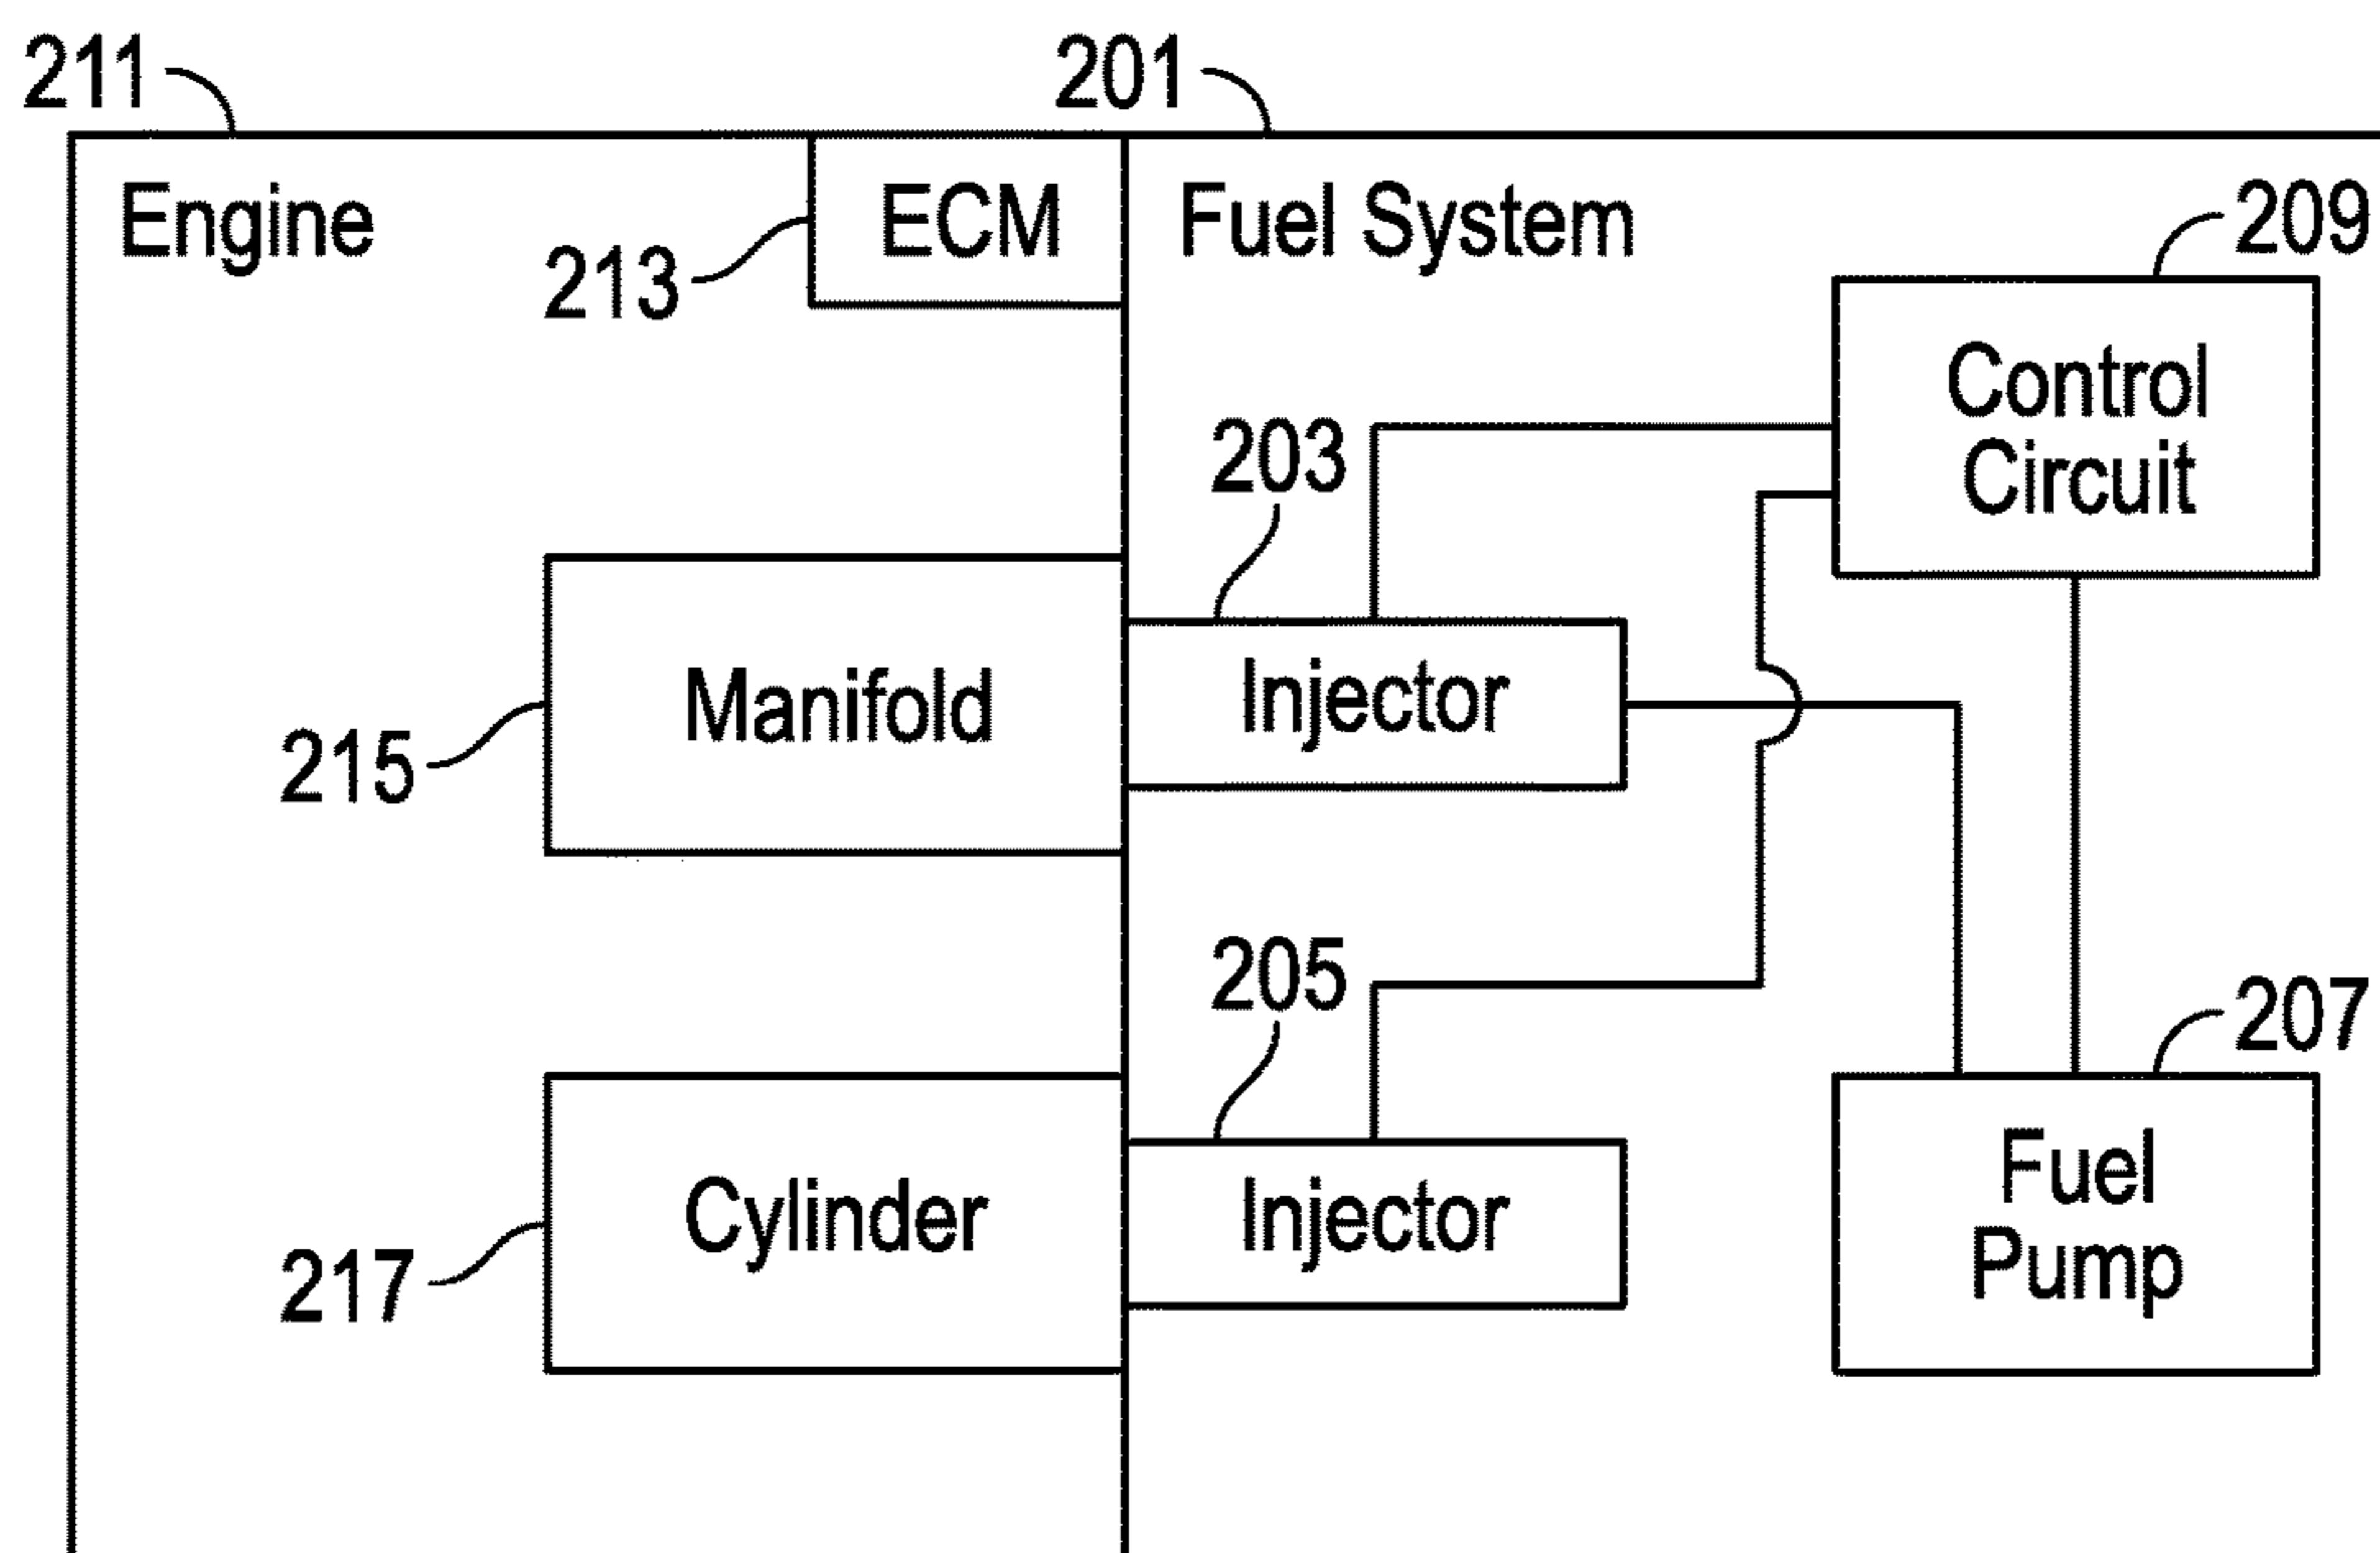 211
201
Engine
ECM
Fuel System
209
213
Control
Circuit
203
Manifold
Injector
215
205
207
Cylinder
Injector
Fuel
Pump
217